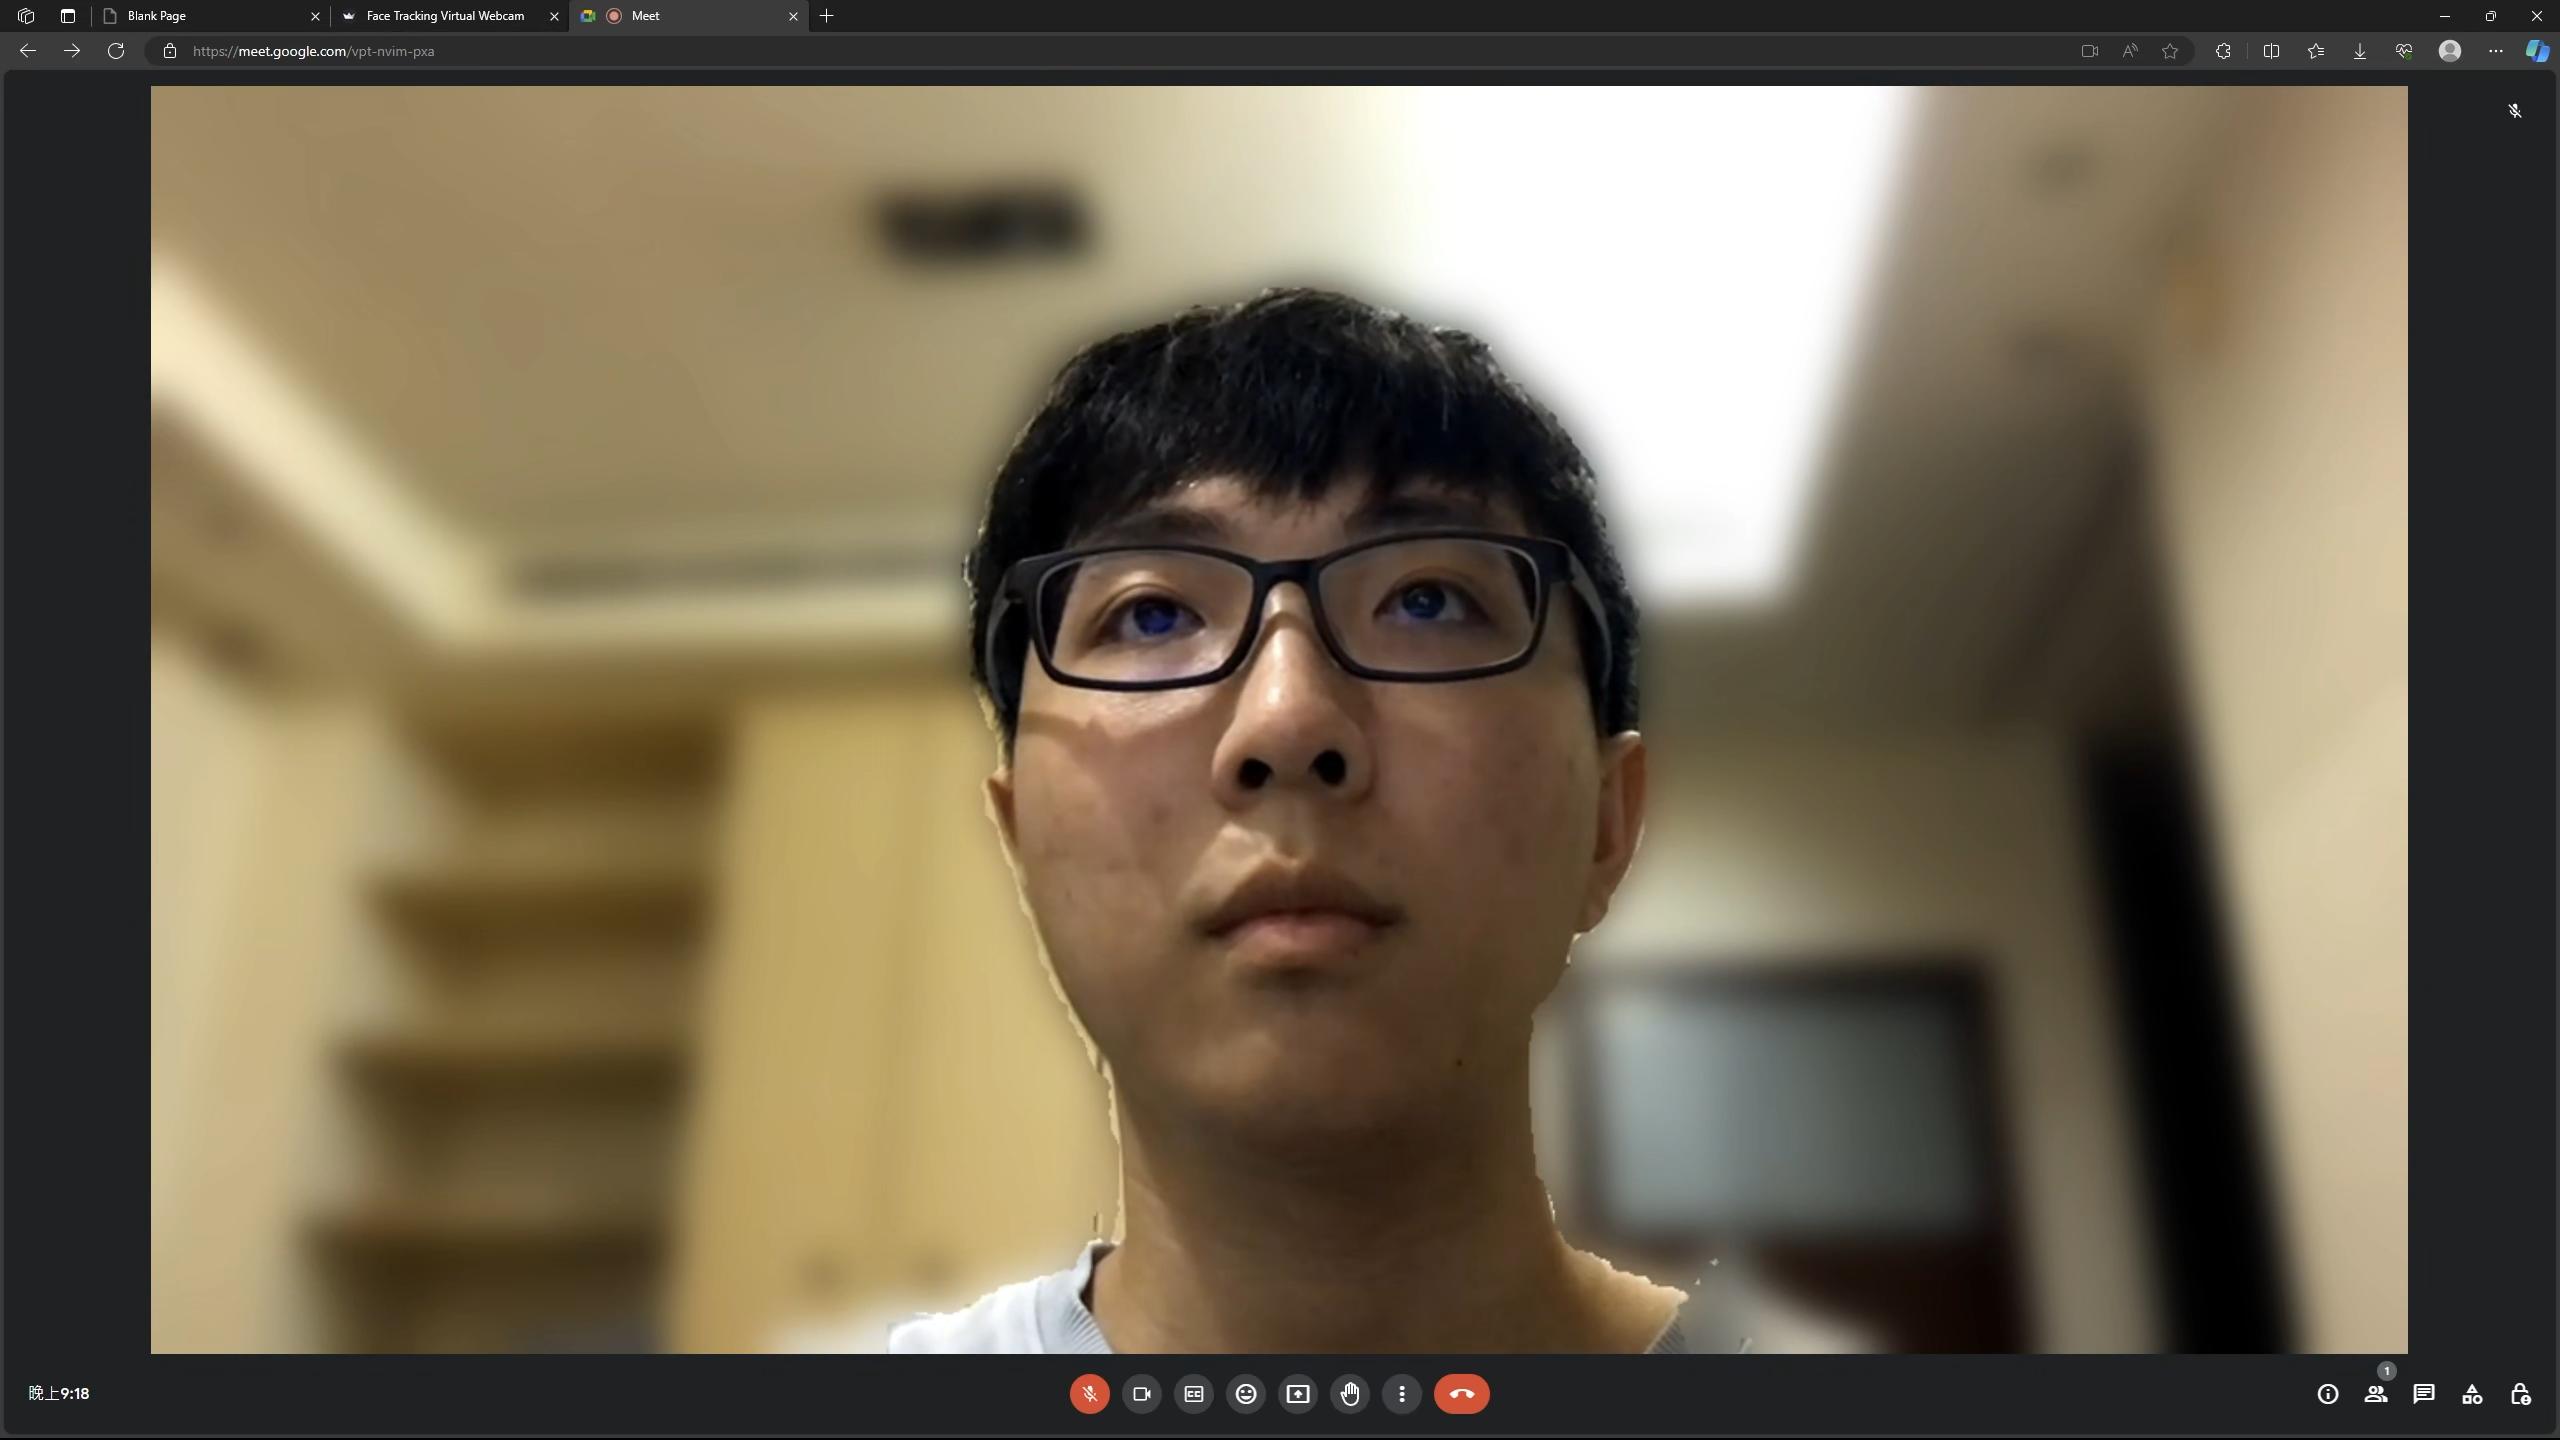 Blank Page
Face Tracking Virtual Webcam
Meet
https://meet.google.com/vpt-nvim-pxa
晚上9:18
1